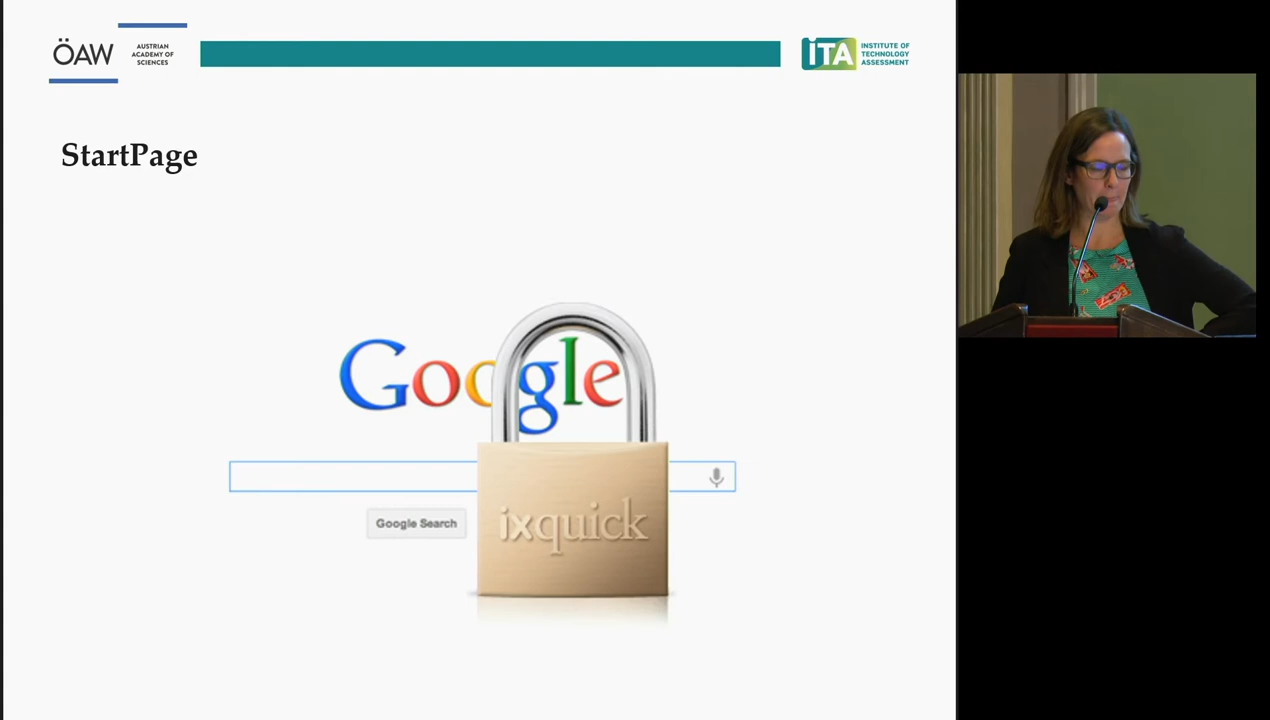 ÖAW
AUSTRIAN
ACADEMY OF
SCIENCES
iTA
INSTITUTE OF
TECHNOLOGY
ASSESSMENT
StartPage
Google
ixquick
Google Search